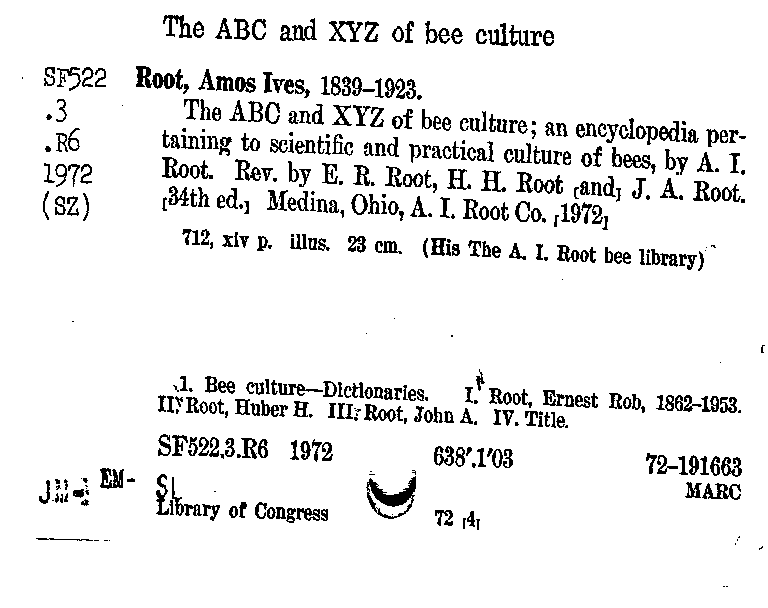 The ABC and XYZ of bee culture
SF522 Root, Amos Ives, 1839–1923.
.3 The ABC and XYZ of bee culture; an encyclopedia per-
.R6 taining to scientific and practical culture of bees, by A. I.
1972 Root. Rev. by E. R. Root, H. H. Root [and] J. A. Root.
(SZ) [34th ed.] Medina, Ohio, A. I. Root Co. [1972]
712, xiv p. illus. 23 cm. (His The A. I. Root bee library)
1. Bee culture—Dictionaries. I. Root, Ernest Rob, 1862–1953.
II. Root, Huber H. III. Root, John A. IV. Title.
SF522.3.R6 1972 638'.1'03 72–191663
MARC
EM- SL
Library of Congress 72 [4]